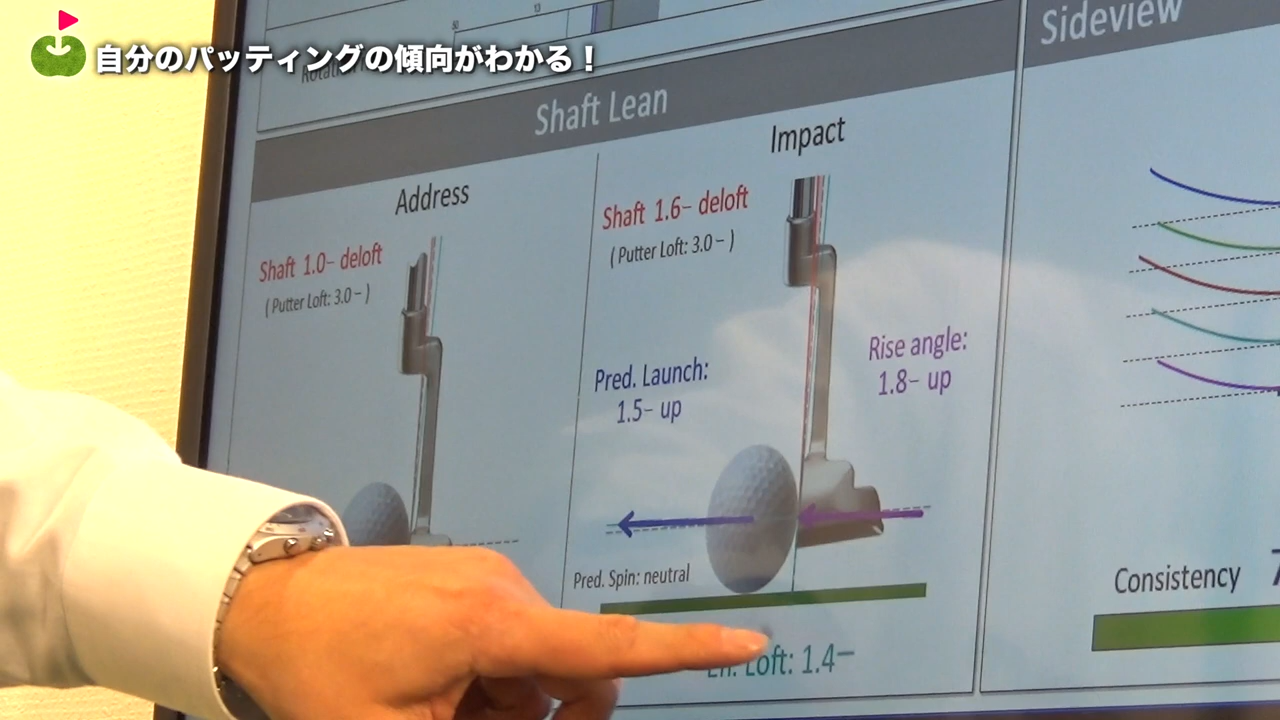 自分のパッティングの傾向がわかる！
Sideview
Shaft Lean
Impact
Address
Shaft 1.6− deloft
( Putter Loft: 3.0 − )
Shaft 1.0− deloft
( Putter Loft: 3.0 − )
Rise angle:
1.8− up
Pred. Launch:
1.5− up
Pred. Spin: neutral
Consistency
Loft: 1.4−